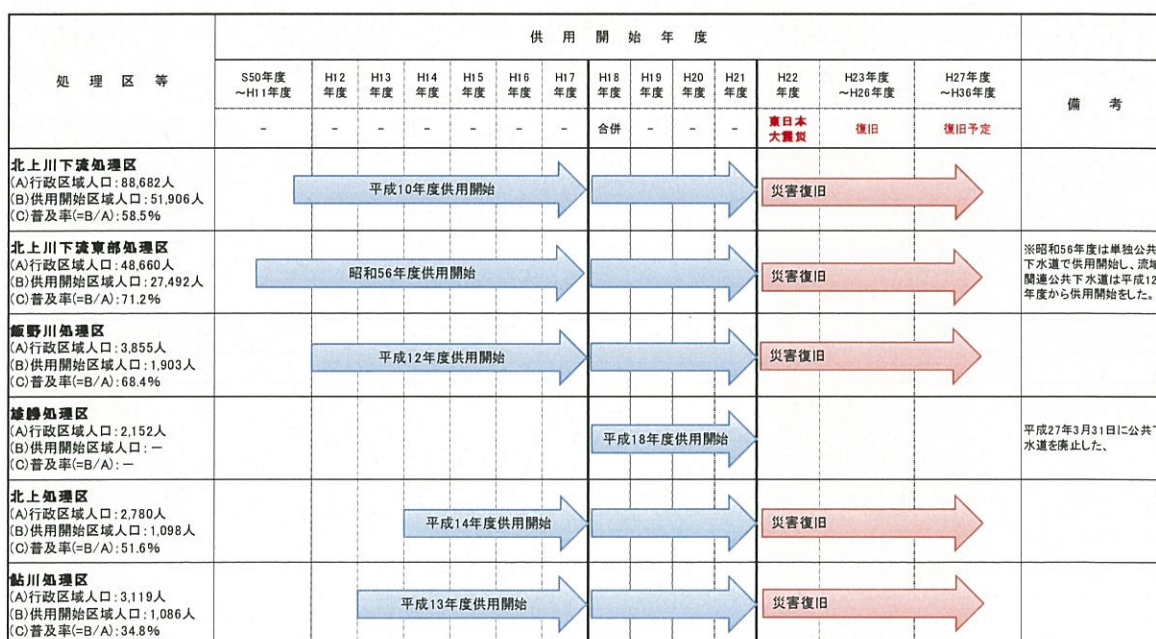 供用開始年度
処理区等
S50年度
～H11年度
H12
年度
H13
年度
H14
年度
H15
年度
H16
年度
H17
年度
H18
年度
H19
年度
H20
年度
H21
年度
H22
年度
H23年度
～H26年度
H27年度
～H36年度
備考
－
－
－
－
－
－
－
合併
－
－
－
東日本
大震災
復旧
復旧予定
北上川下流処理区
(A)行政区域人口：88,682人
(B)供用開始区域人口：51,906人
(C)普及率(=B/A)：58.5%
平成10年度供用開始
災害復旧
北上川下流東部処理区
(A)行政区域人口：48,660人
(B)供用開始区域人口：27,492人
(C)普及率(=B/A)：71.2%
昭和56年度供用開始
災害復旧
※昭和56年度は単独公共
下水道で供用開始し、流域
関連公共下水道は平成12
年度から供用開始をした。
飯野川処理区
(A)行政区域人口：3,855人
(B)供用開始区域人口：1,903人
(C)普及率(=B/A)：68.4%
平成12年度供用開始
災害復旧
雄勝処理区
(A)行政区域人口：2,152人
(B)供用開始区域人口：－
(C)普及率(=B/A)：－
平成18年度供用開始
平成27年3月31日に公共下
水道を廃止した、
北上処理区
(A)行政区域人口：2,780人
(B)供用開始区域人口：1,098人
(C)普及率(=B/A)：51.6%
平成14年度供用開始
災害復旧
鮎川処理区
(A)行政区域人口：3,119人
(B)供用開始区域人口：1,086人
(C)普及率(=B/A)：34.8%
平成13年度供用開始
災害復旧